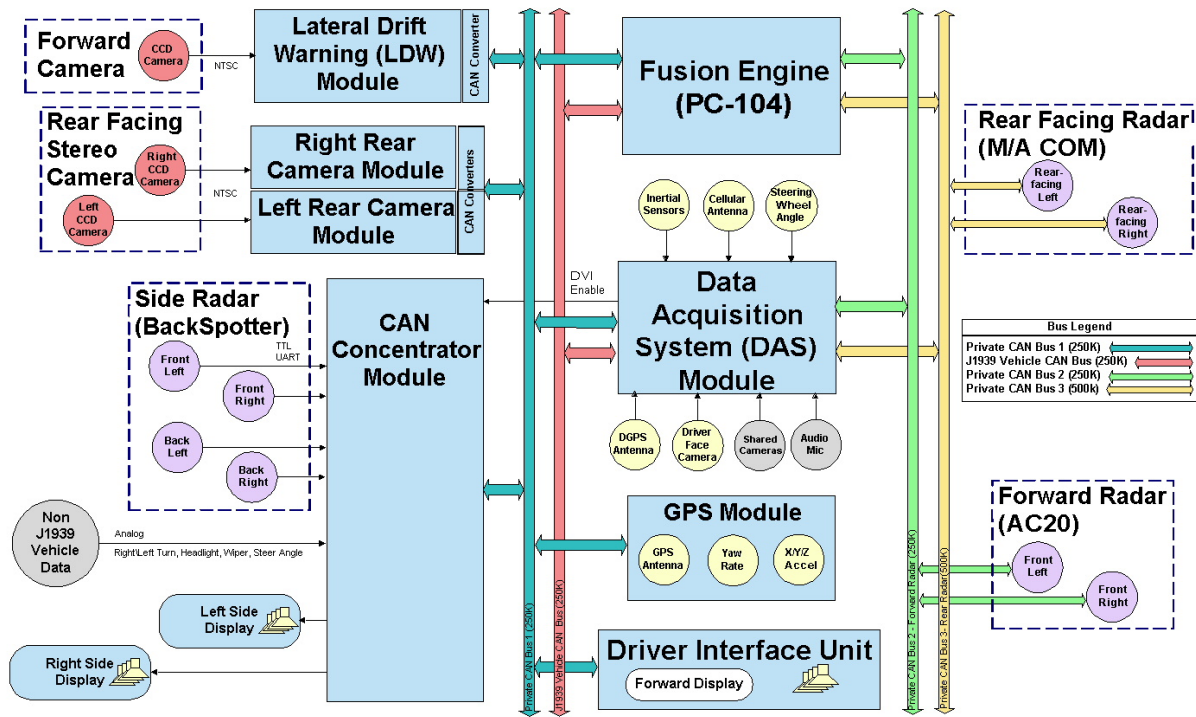 Forward
Camera
CCD
Camera
NTSC
Lateral Drift
Warning (LDW)
Module
CAN Converter
Rear Facing
Stereo
Camera
Right
CCD
Camera
NTSC
Left
CCD
Camera
Right Rear
Camera Module
Left Rear Camera
Module
CAN Converters
Fusion Engine
(PC-104)
Rear Facing Radar
(M/A COM)
Rear-
facing
Left
Rear-
facing
Right
Inertial
Sensors
Cellular
Antenna
Steering
Wheel
Angle
DVI
Enable
Data
Acquisition
System (DAS)
Module
DGPS
Antenna
Driver
Face
Camera
Shared
Cameras
Audio
Mic
Side Radar
(BackSpotter)
TTL
UART
Front
Left
Front
Right
Back
Left
Back
Right
CAN
Concentrator
Module
Non
J1939
Vehicle
Data
Analog
Right\Left Turn, Headlight, Wiper, Steer Angle
Left Side
Display
Right Side
Display
Bus Legend
Private CAN Bus 1 (250K)
J1939 Vehicle CAN Bus (250K)
Private CAN Bus 2 (250K)
Private CAN Bus 3 (500k)
GPS Module
GPS
Antenna
Yaw
Rate
X/Y/Z
Accel
Forward Radar
(AC20)
Front
Left
Front
Right
Driver Interface Unit
Forward Display
Private CAN Bus 1 (250K)
J1939 Vehicle CAN Bus (250K)
Private CAN Bus 2 - Forward Radar (250K)
Private CAN Bus 3- Rear Radar(500K)